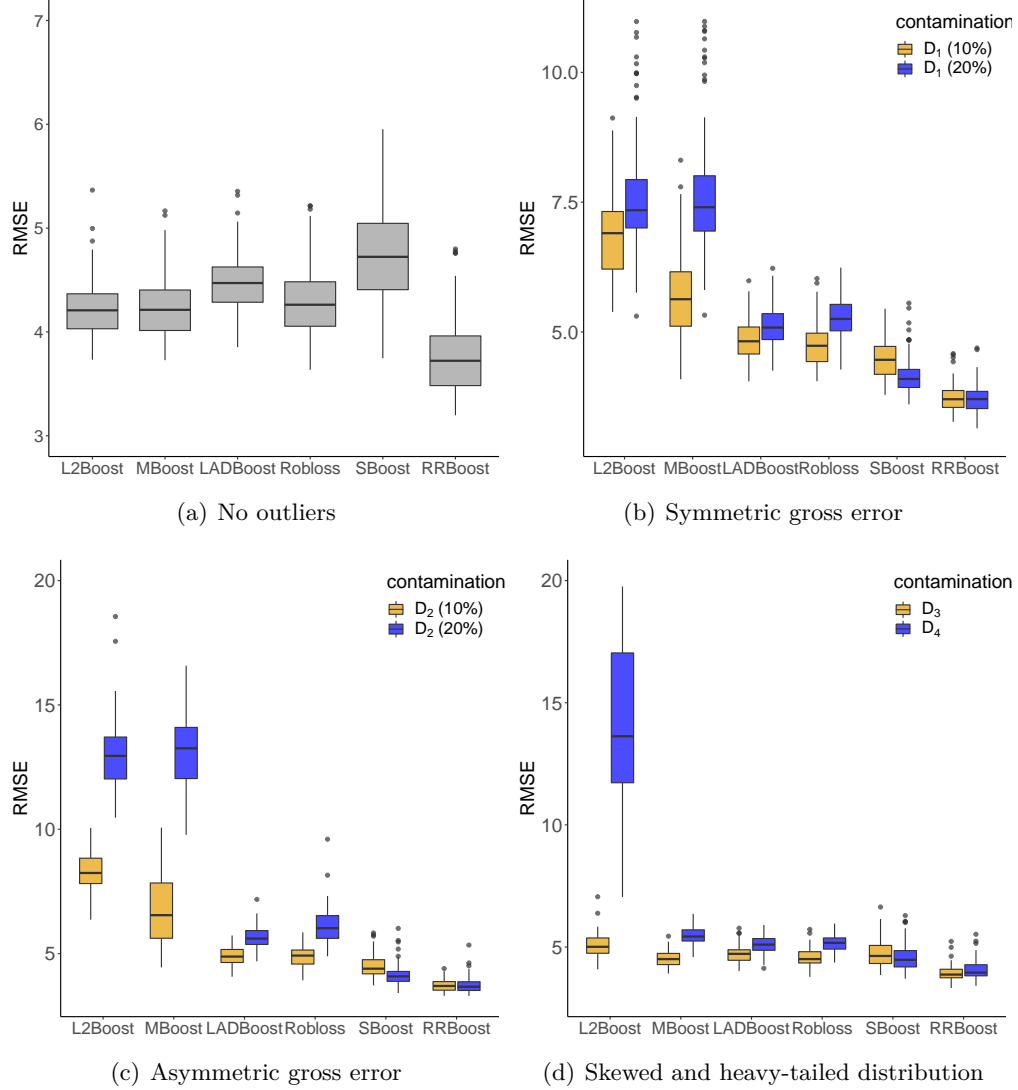 7
6
5
4
3
RMSE
L2Boost MBoost LADBoost Robloss SBoost RRBoost
(a) No outliers
contamination
D1 (10%)
D1 (20%)
10.0
7.5
5.0
RMSE
L2Boost MBoost LADBoost Robloss SBoost RRBoost
(b) Symmetric gross error
contamination
D2 (10%)
D2 (20%)
20
15
10
5
RMSE
L2Boost MBoost LADBoost Robloss SBoost RRBoost
(c) Asymmetric gross error
contamination
D3
D4
20
15
10
5
RMSE
L2Boost MBoost LADBoost Robloss SBoost RRBoost
(d) Skewed and heavy-tailed distribution